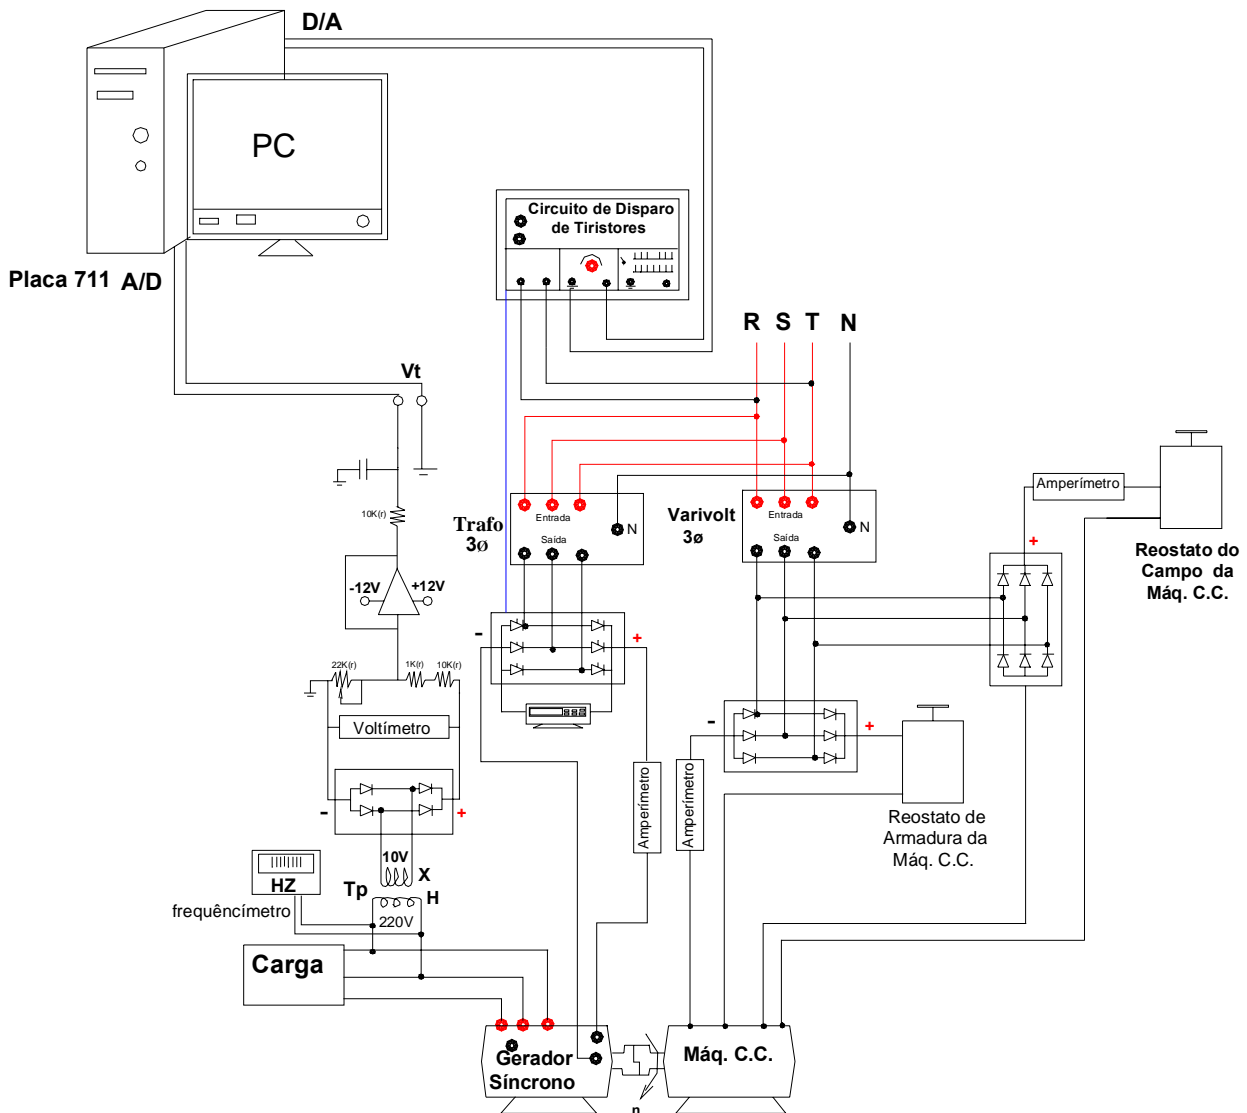 D/A
PC
Circuito de Disparo
de Tiristores
Placa 711 A/D
R S T N
Vt
Amperímetro
10K(r)
Trafo
3ø
Entrada
Saída
N
Varivolt
3ø
Entrada
Saída
N
+
Reostato do
Campo da
Máq. C.C.
-12V
+12V
-
+
22K(r)
1K(r)
10K(r)
Voltímetro
-
+
-
+
Amperímetro
Amperímetro
Reostato de
Armadura da
Máq. C.C.
10V
X
HZ
Tp
H
frequêncímetro
220V
Carga
Gerador
Síncrono
Máq. C.C.
n